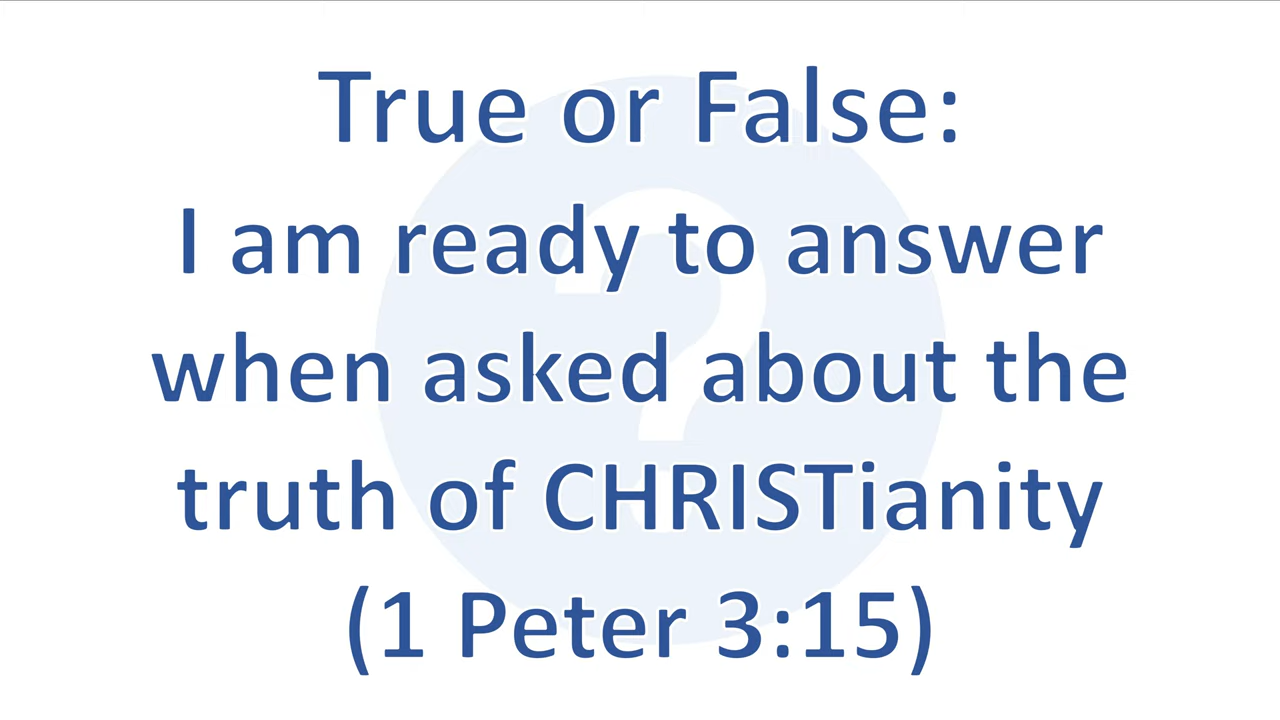 True or False:
I am ready to answer
when asked about the
truth of CHRISTianity
(1 Peter 3:15)